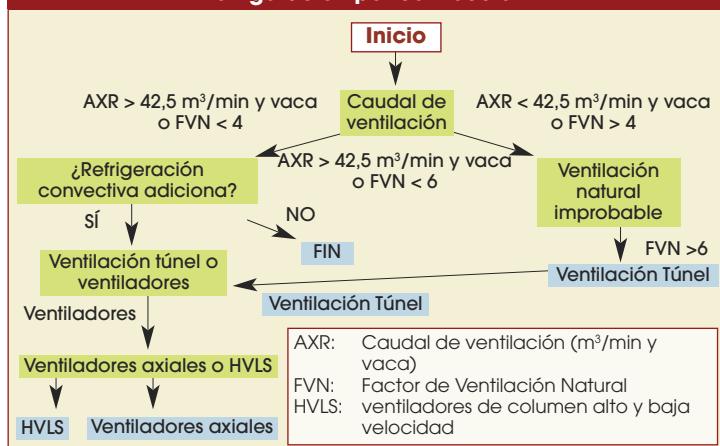 Inicio
AXR > 42,5 m³/min y vaca
o FVN < 4
Caudal de
ventilación
AXR < 42,5 m³/min y vaca
o FVN > 4
AXR > 42,5 m³/min y vaca
o FVN < 6
¿Refrigeración
convectiva adiciona?
Ventilación
natural
improbable
SÍ
NO
FIN
FVN >6
Ventilación túnel o
ventiladores
Ventilación Túnel
Ventilación Túnel
Ventiladores
Ventiladores axiales o HVLS
HVLS
Ventiladores axiales
AXR: Caudal de ventilación (m³/min y
vaca)
FVN: Factor de Ventilación Natural
HVLS: ventiladores de columen alto y baja
velocidad